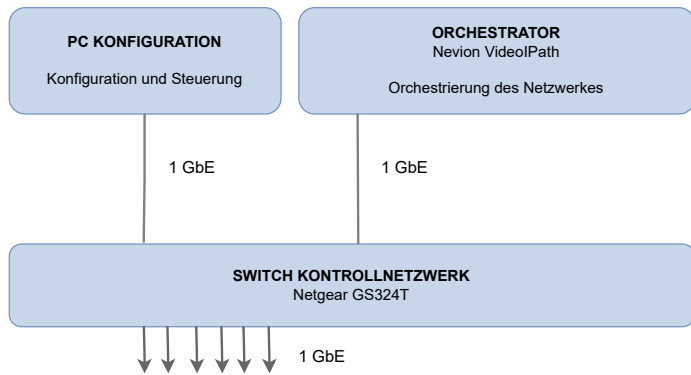 PC KONFIGURATION
Konfiguration und Steuerung
ORCHESTRATOR
Nevion VideoIPath
Orchestrierung des Netzwerkes
1 GbE
1 GbE
SWITCH KONTROLLNETZWERK
Netgear GS324T
1 GbE